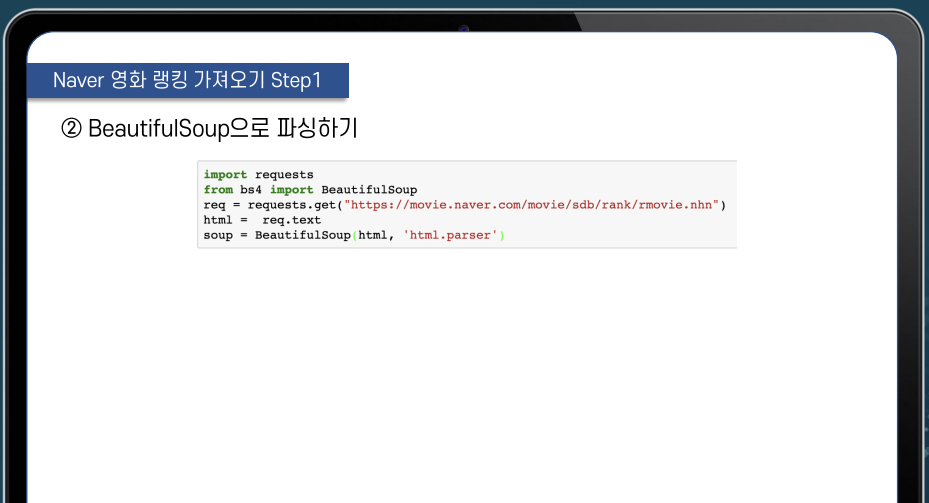 Naver 영화 랭킹 가져오기 Step1
② BeautifulSoup으로 파싱하기
import requests
from bs4 import BeautifulSoup
req = requests.get("https://movie.naver.com/movie/sdb/rank/rmovie.nhn")
html =  req.text
soup = BeautifulSoup(html, 'html.parser')